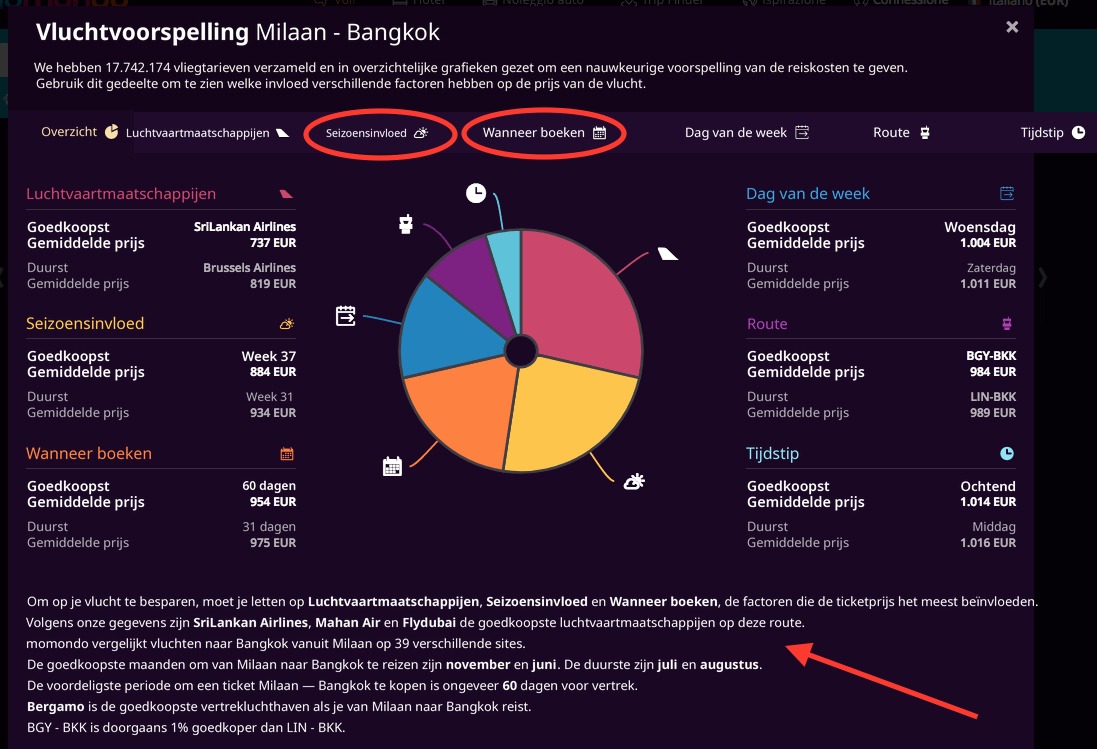 Vluchtvoorspelling Milaan - Bangkok
We hebben 17.742.174 vliegtarieven verzameld en in overzichtelijke grafieken gezet om een nauwkeurige voorspelling van de reiskosten te geven.
Gebruik dit gedeelte om te zien welke invloed verschillende factoren hebben op de prijs van de vlucht.
Overzicht Luchtvaartmaatschappijen Seizoensinvloed Wanneer boeken Dag van de week Route Tijdstip
Luchtvaartmaatschappijen
Goedkoopst SriLankan Airlines
Gemiddelde prijs 737 EUR
Duurst Brussels Airlines
Gemiddelde prijs 819 EUR
Seizoensinvloed
Goedkoopst Week 37
Gemiddelde prijs 884 EUR
Duurst Week 31
Gemiddelde prijs 934 EUR
Wanneer boeken
Goedkoopst 60 dagen
Gemiddelde prijs 954 EUR
Duurst 31 dagen
Gemiddelde prijs 975 EUR
Dag van de week
Goedkoopst Woensdag
Gemiddelde prijs 1.004 EUR
Duurst Zaterdag
Gemiddelde prijs 1.011 EUR
Route
Goedkoopst BGY-BKK
Gemiddelde prijs 984 EUR
Duurst LIN-BKK
Gemiddelde prijs 989 EUR
Tijdstip
Goedkoopst Ochtend
Gemiddelde prijs 1.014 EUR
Duurst Middag
Gemiddelde prijs 1.016 EUR
Om op je vlucht te besparen, moet je letten op Luchtvaartmaatschappijen, Seizoensinvloed en Wanneer boeken, de factoren die de ticketprijs het meest beïnvloeden.
Volgens onze gegevens zijn SriLankan Airlines, Mahan Air en Flydubai de goedkoopste luchtvaartmaatschappijen op deze route.
momondo vergelijkt vluchten naar Bangkok vanuit Milaan op 39 verschillende sites.
De goedkoopste maanden om van Milaan naar Bangkok te reizen zijn november en juni. De duurste zijn juli en augustus.
De voordeligste periode om een ticket Milaan — Bangkok te kopen is ongeveer 60 dagen voor vertrek.
Bergamo is de goedkoopste vertrekluchthaven als je van Milaan naar Bangkok reist.
BGY - BKK is doorgaans 1% goedkoper dan LIN - BKK.